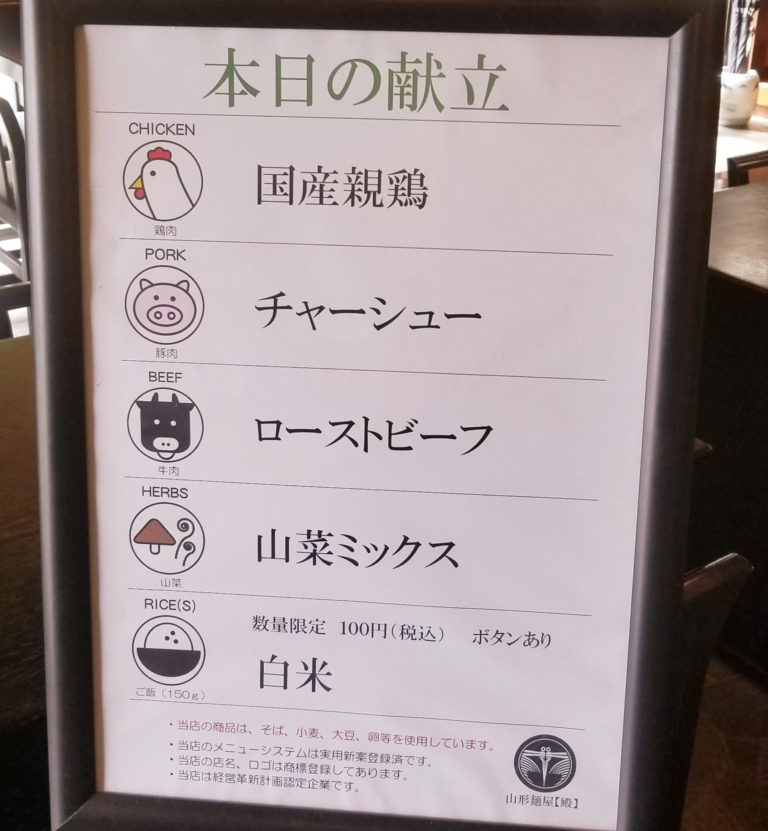 本日の献立
CHICKEN
鶏肉
国産親鶏
PORK
豚肉
チャーシュー
BEEF
牛肉
ローストビーフ
HERBS
山菜
山菜ミックス
RICE(S)
ご飯（150g）
数量限定 100円(税込) ボタンあり
白米
・当店の商品は、そば、小麦、大豆、卵等を使用しています。
・当店のメニューシステムは実用新案登録済です。
・当店の店名、ロゴは商標登録してあります。
・当店は経営革新計画認定企業です。
山形麺屋【殿】